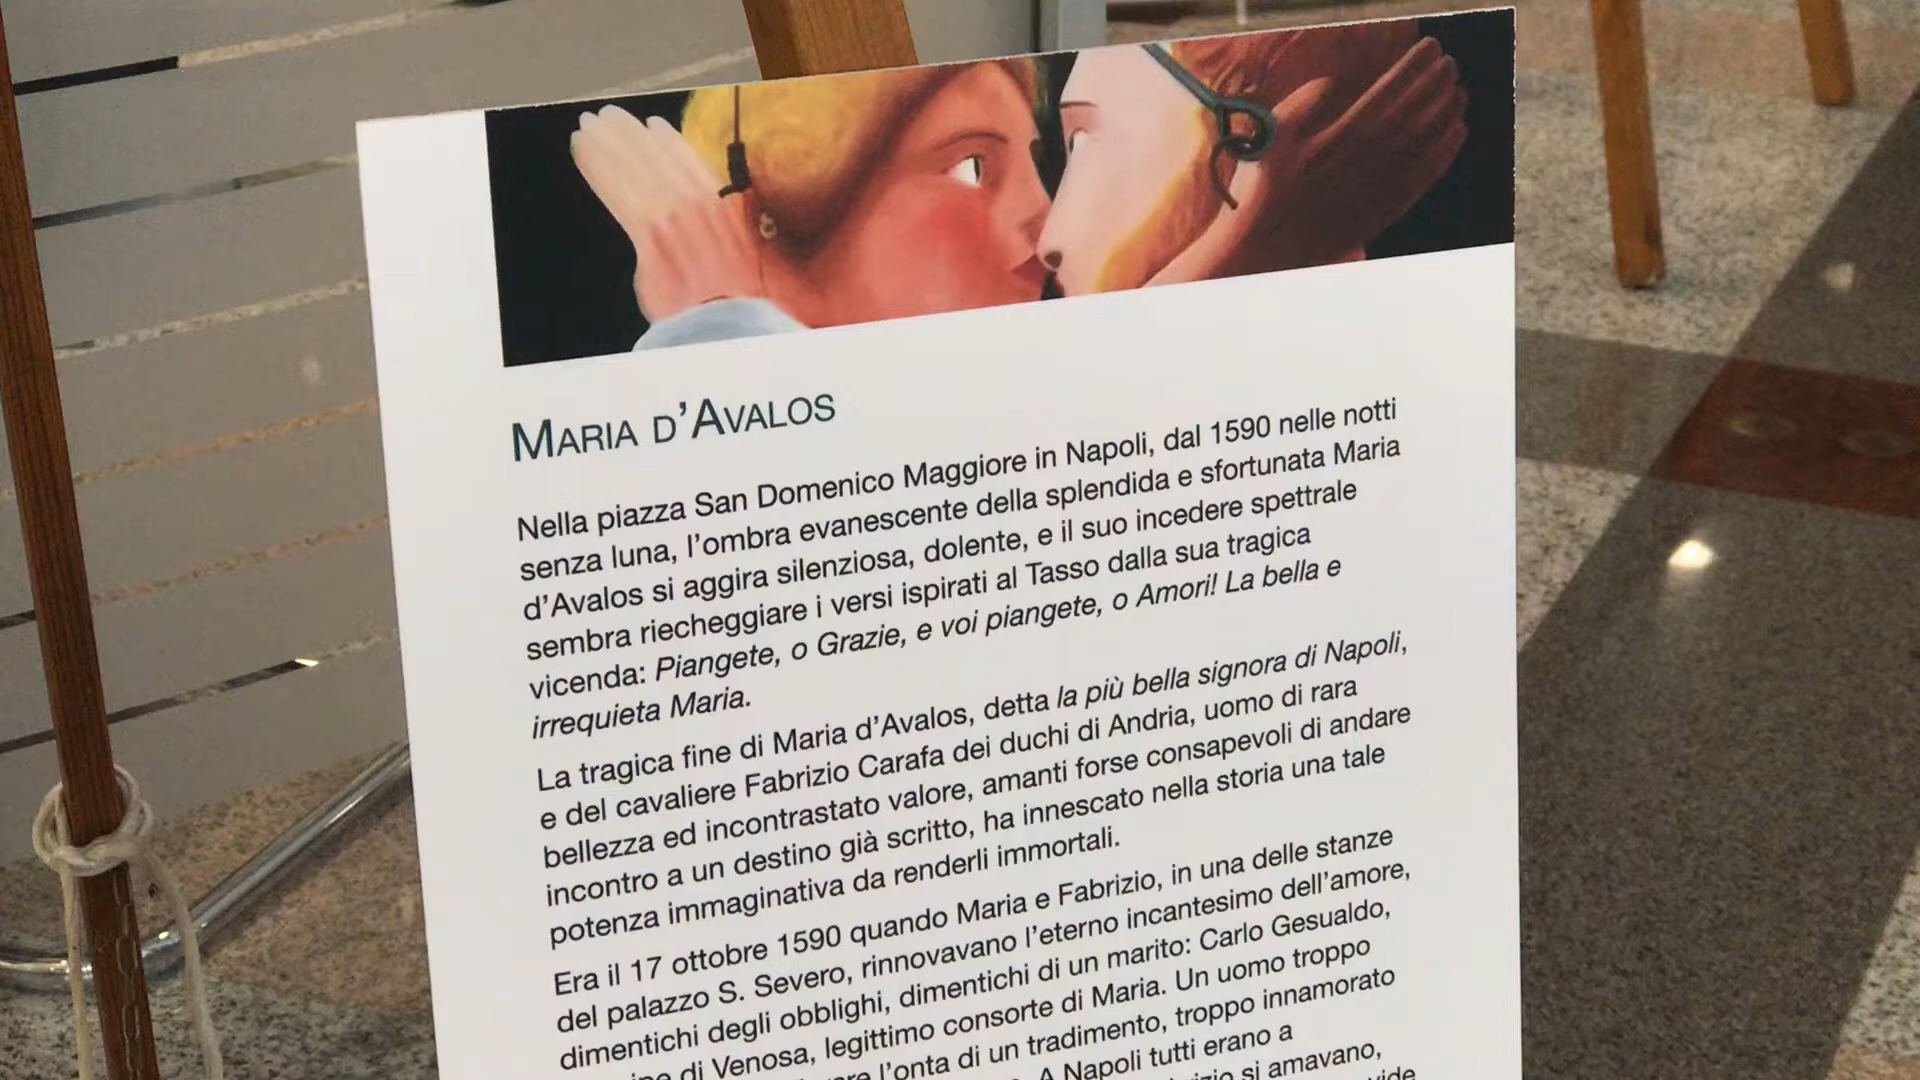 MARIA D'AVALOS
Nella piazza San Domenico Maggiore in Napoli, dal 1590 nelle notti
senza luna, l'ombra evanescente della splendida e sfortunata Maria
d'Avalos si aggira silenziosa, dolente, e il suo incedere spettrale
sembra riecheggiare i versi ispirati al Tasso dalla sua tragica
vicenda: Piangete, o Grazie, e voi piangete, o Amori! La bella e
irrequieta Maria.
La tragica fine di Maria d'Avalos, detta la più bella signora di Napoli,
e del cavaliere Fabrizio Carafa dei duchi di Andria, uomo di rara
bellezza ed incontrastato valore, amanti forse consapevoli di andare
incontro a un destino già scritto, ha innescato nella storia una tale
potenza immaginativa da renderli immortali.
Era il 17 ottobre 1590 quando Maria e Fabrizio, in una delle stanze
del palazzo S. Severo, rinnovavano l'eterno incantesimo dell'amore,
dimentichi degli obblighi, dimentichi di un marito: Carlo Gesualdo,
di Venosa, legittimo consorte di Maria. Un uomo troppo
l'onta di un tradimento, troppo innamorato
A Napoli tutti erano a
si amavano,